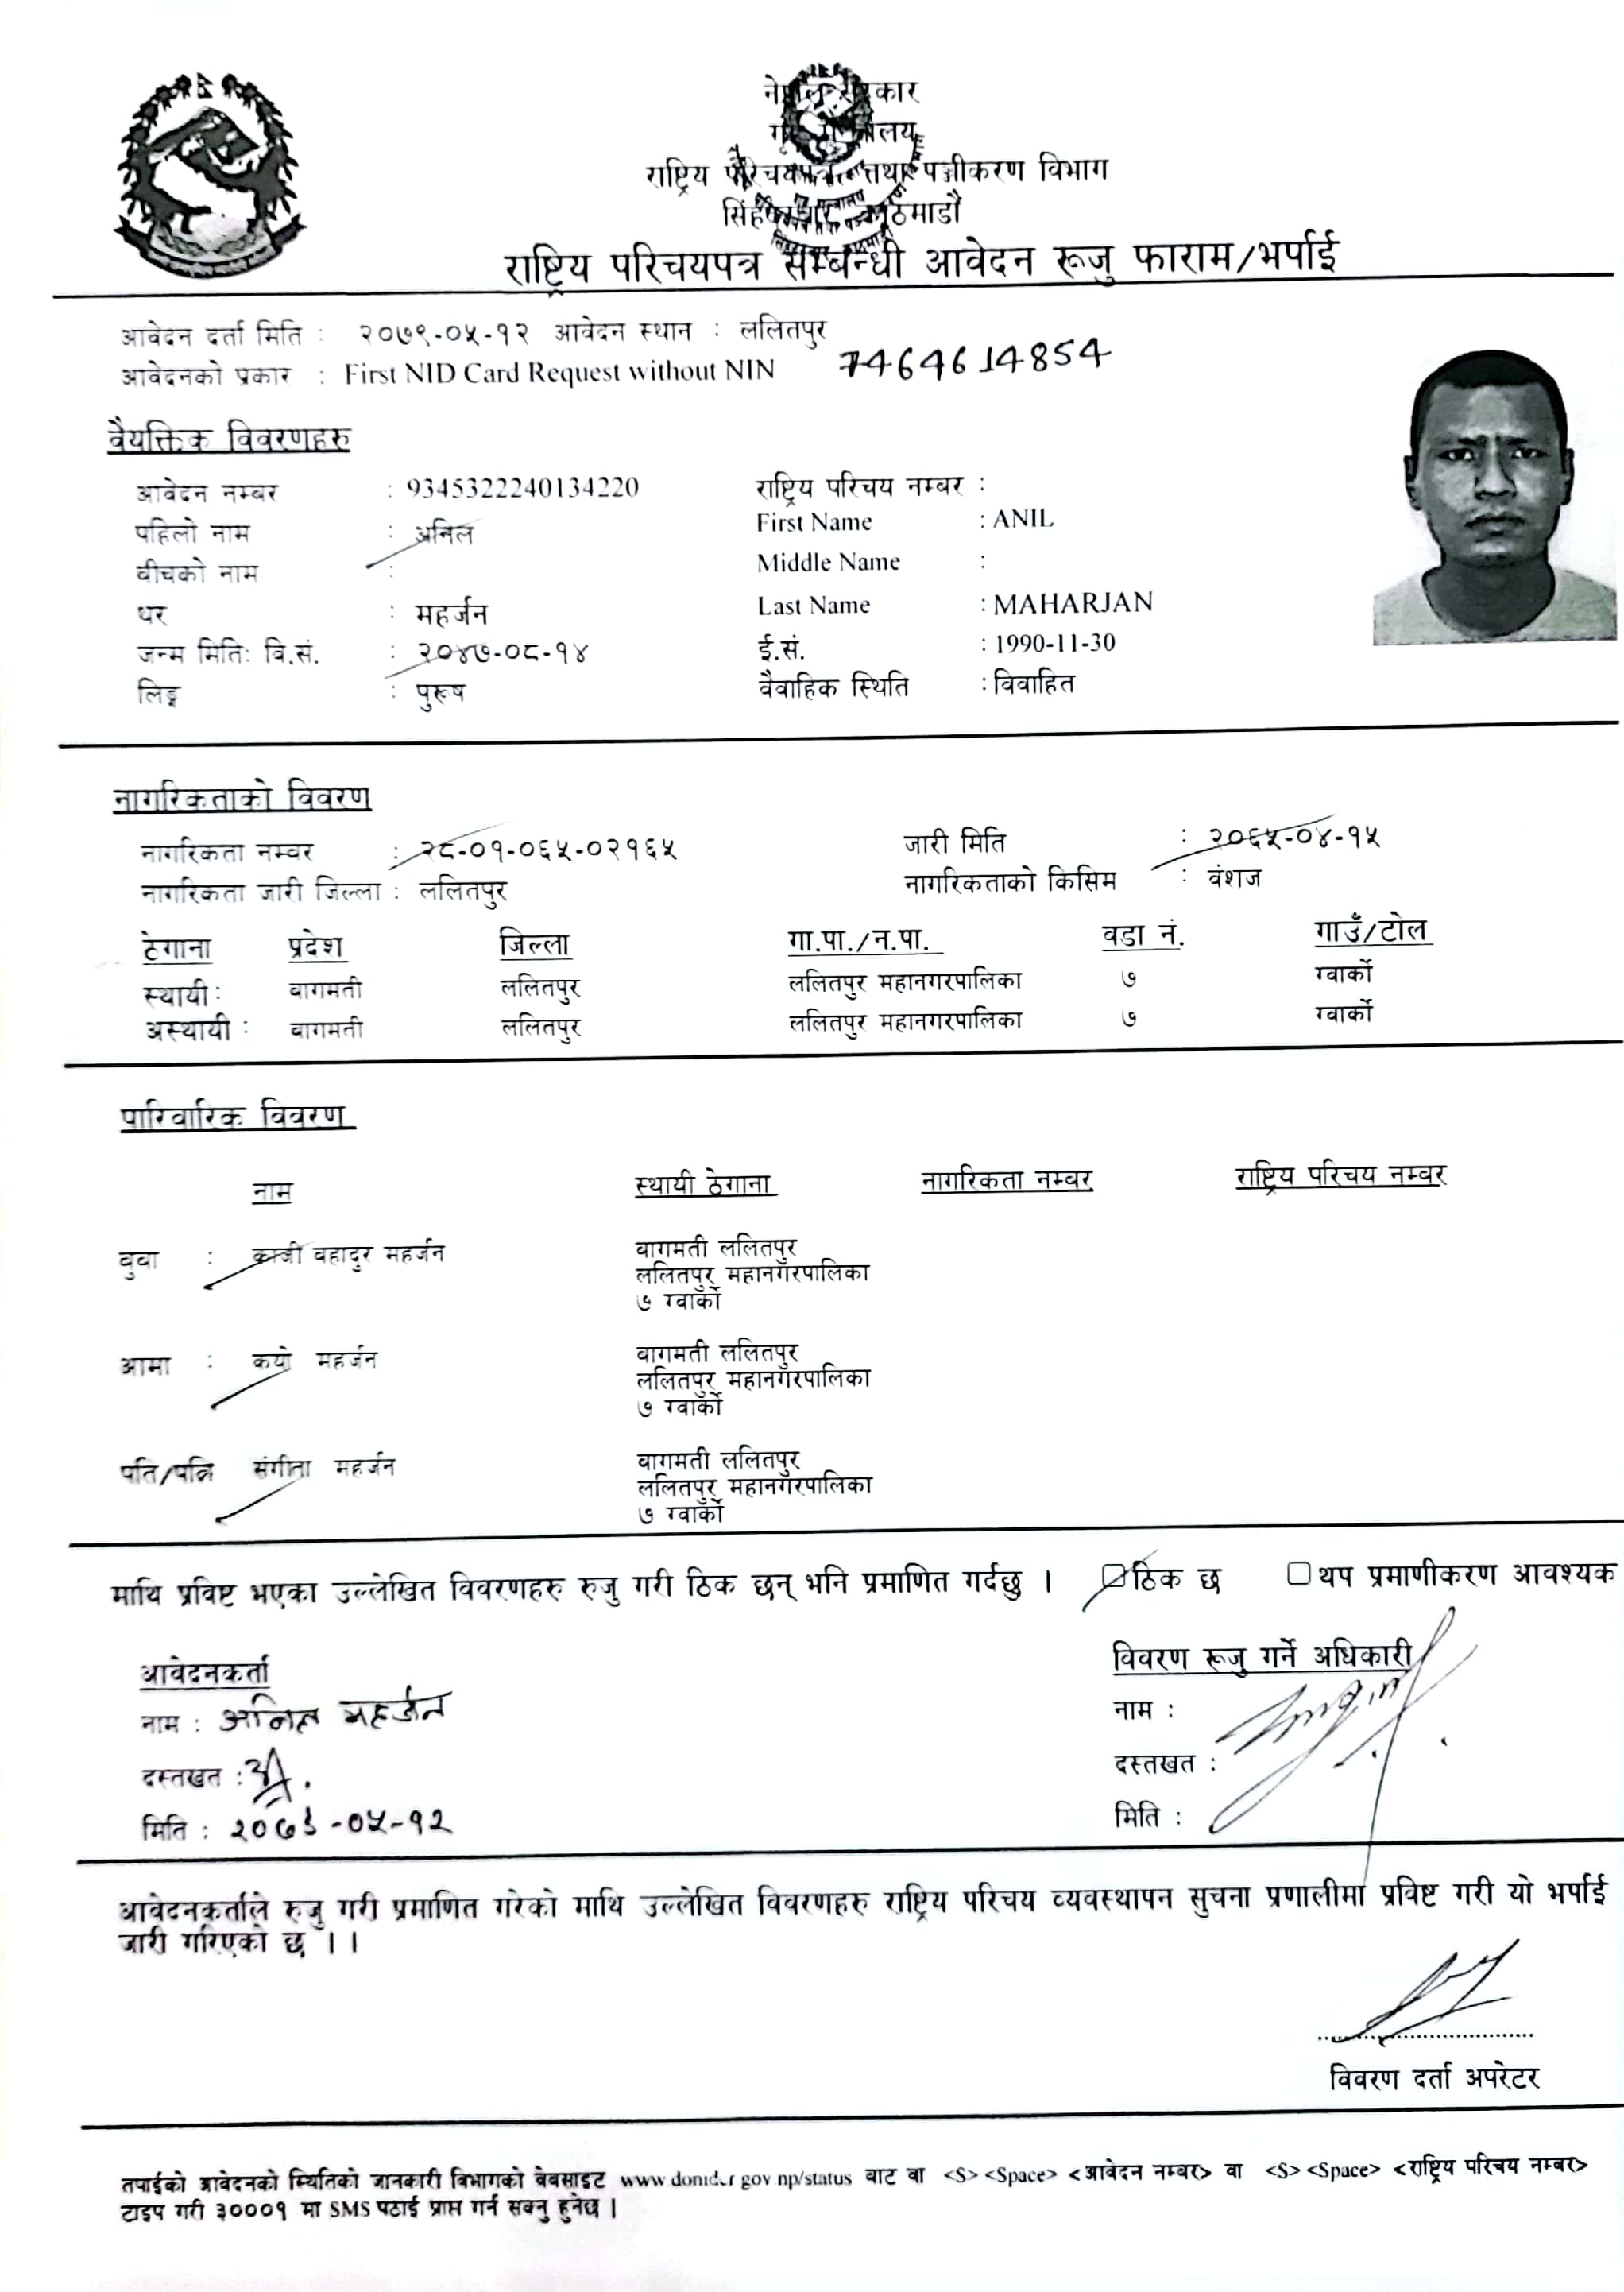 नेपाल सरकार
गृह मन्त्रालय
राष्ट्रिय परिचयपत्र तथा पञ्जीकरण विभाग
सिंहदरबार, काठमाडौं
राष्ट्रिय परिचयपत्र सम्बन्धी आवेदन रूजु फाराम/भर्पाई
आवेदन दर्ता मिति : २०७९-०५-१२ आवेदन स्थान : ललितपुर
आवेदनको प्रकार : First NID Card Request without NIN 7464614854
वैयक्तिक विवरणहरु
आवेदन नम्बर : 9345322240134220 राष्ट्रिय परिचय नम्बर :
पहिलो नाम : अनिल First Name : ANIL
बीचको नाम : Middle Name :
थर : महर्जन Last Name : MAHARJAN
जन्म मितिः वि.सं. : २०४७-०८-१४ ई.सं. : 1990-11-30
लिङ्ग : पुरूष वैवाहिक स्थिति : विवाहित
नागरिकताको विवरण
नागरिकता नम्बर : २८-०१-०६५-०२१६५ जारी मिति : २०६५-०४-१५
नागरिकता जारी जिल्ला : ललितपुर नागरिकताको किसिम : वंशज
ठेगाना प्रदेश जिल्ला गा.पा./न.पा. वडा नं. गाउँ/टोल
स्थायी : बागमती ललितपुर ललितपुर महानगरपालिका ७ ग्वार्को
अस्थायी : बागमती ललितपुर ललितपुर महानगरपालिका ७ ग्वार्को
पारिवारिक विवरण
नाम स्थायी ठेगाना नागरिकता नम्बर राष्ट्रिय परिचय नम्बर
बुवा : काजी बहादुर महर्जन बागमती ललितपुर
ललितपुर महानगरपालिका
७ ग्वार्को
आमा : कयो महर्जन बागमती ललितपुर
ललितपुर महानगरपालिका
७ ग्वार्को
पति/पत्नि संगीता महर्जन बागमती ललितपुर
ललितपुर महानगरपालिका
७ ग्वार्को
माथि प्रविष्ट भएका उल्लेखित विवरणहरु रुजु गरी ठिक छन् भनि प्रमाणित गर्दछु । ठिक छ थप प्रमाणीकरण आवश्यक
आवेदनकर्ता विवरण रूजु गर्ने अधिकारी
नाम : अनिल महर्जन नाम :
दस्तखत : दस्तखत :
मिति : २०७९-०५-१२ मिति :
आवेदनकर्ताले रुजु गरी प्रमाणित गरेको माथि उल्लेखित विवरणहरु राष्ट्रिय परिचय व्यवस्थापन सुचना प्रणालीमा प्रविष्ट गरी यो भर्पाई
जारी गरिएको छ ।।
विवरण दर्ता अपरेटर
तपाईको आवेदनको स्थितिको जानकारी विभागको वेबसाइट www.donidcr.gov.np/status बाट वा <S> <Space> <आवेदन नम्बर> वा <S> <Space> <राष्ट्रिय परिचय नम्बर>
टाइप गरी ३०००१ मा SMS पठाई प्राप्त गर्न सक्नु हुनेछ ।